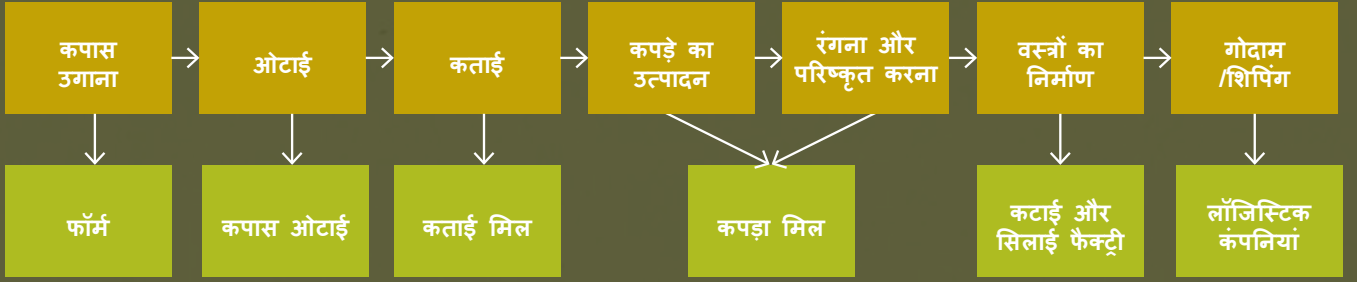 कपास
उगाना
ओटाई
कताई
कपड़े का
उत्पादन
रंगना और
परिष्कृत करना
वस्त्रों का
निर्माण
गोदाम
/शिपिंग
फॉर्म
कपास ओटाई
कताई मिल
कपड़ा मिल
कटाई और
सिलाई फैक्ट्री
लॉजिस्टिक
कंपनियां